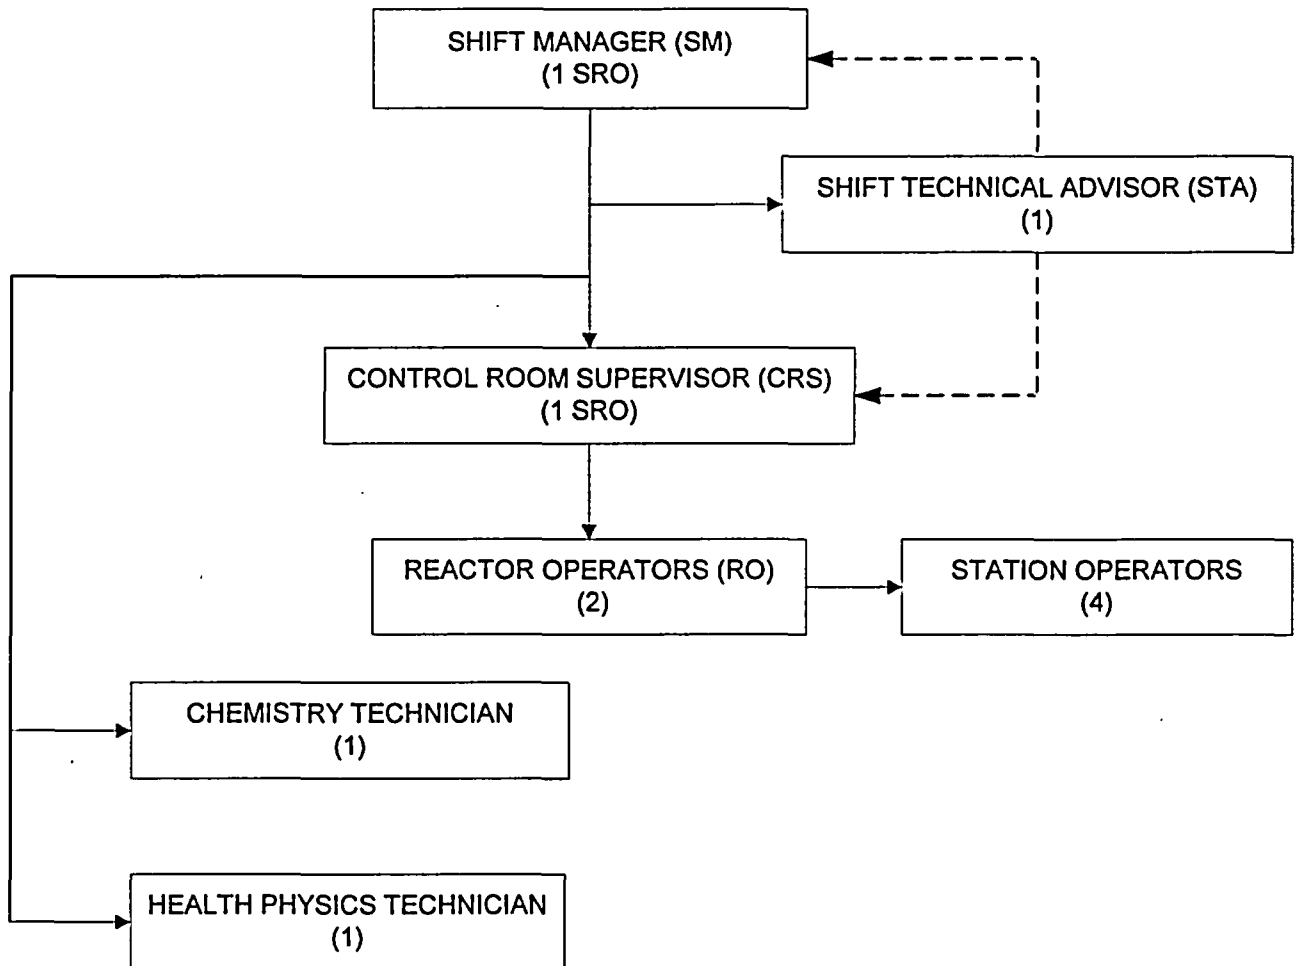 SHIFT MANAGER (SM)
(1 SRO)
SHIFT TECHNICAL ADVISOR (STA)
(1)
CONTROL ROOM SUPERVISOR (CRS)
(1 SRO)
REACTOR OPERATORS (RO)
(2)
STATION OPERATORS
(4)
CHEMISTRY TECHNICIAN
(1)
HEALTH PHYSICS TECHNICIAN
(1)